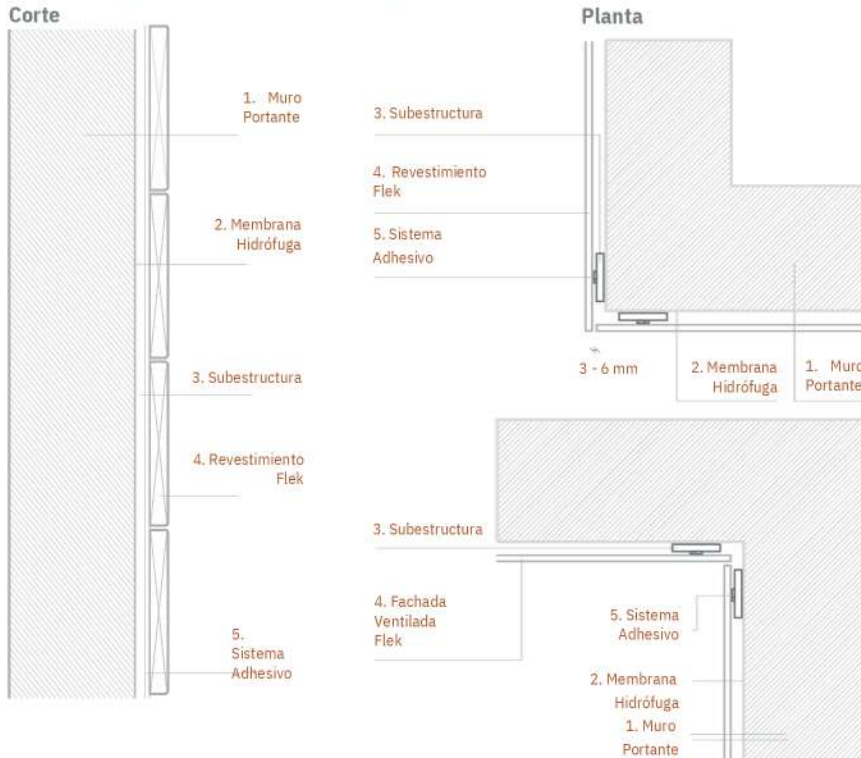 Corte
1. Muro
Portante
2. Membrana
Hidrófuga
3. Subestructura
4. Revestimiento
Flek
5.
Sistema
Adhesivo
Planta
3. Subestructura
4. Revestimiento
Flek
5. Sistema
Adhesivo
3 - 6 mm
2. Membrana
Hidrófuga
1. Muro
Portante
3. Subestructura
4. Fachada
Ventilada
Flek
5. Sistema
Adhesivo
2. Membrana
Hidrófuga
1. Muro
Portante